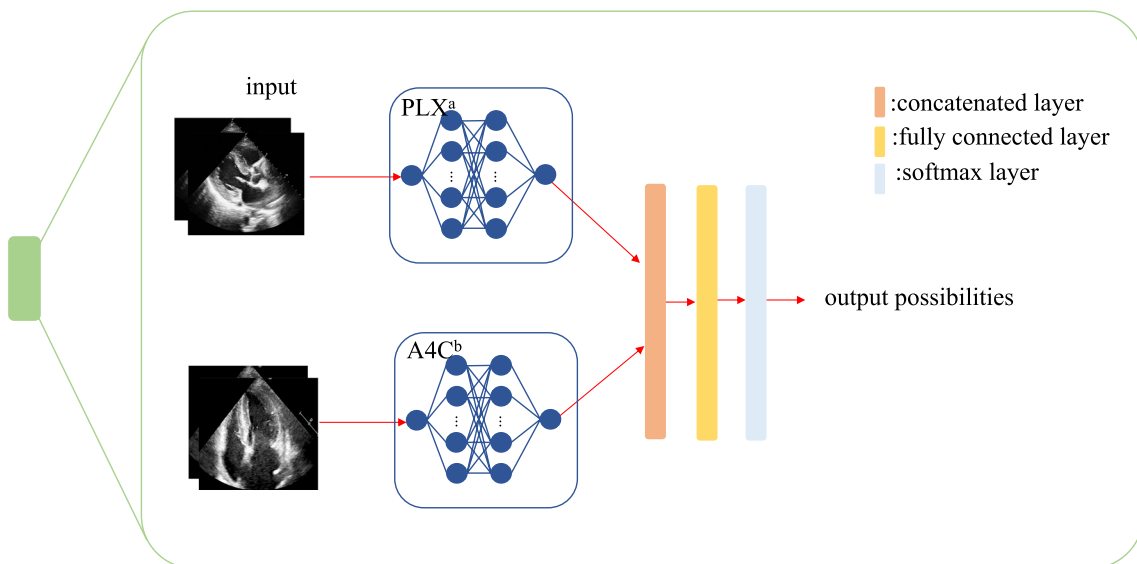 input
PLXᵃ
A4Cᵇ
:concatenated layer
:fully connected layer
:softmax layer
output possibilities